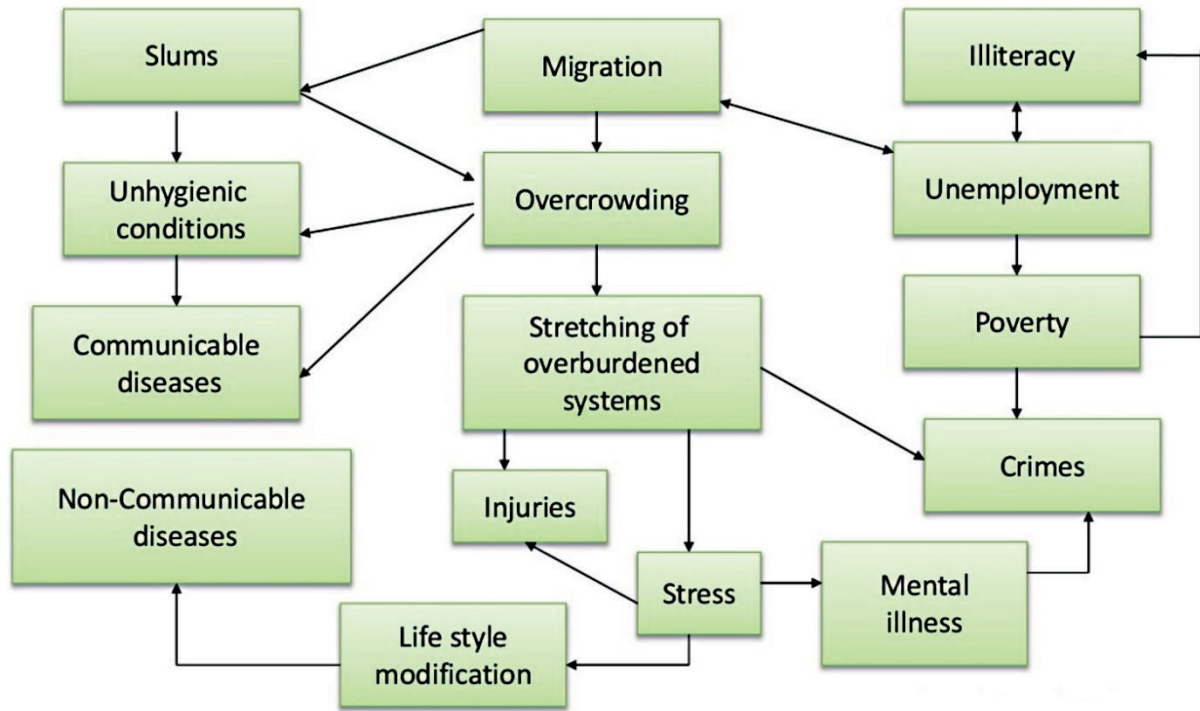 Slums
Migration
Illiteracy
Unhygienic
conditions
Overcrowding
Unemployment
Communicable
diseases
Stretching of
overburdened
systems
Poverty
Non-Communicable
diseases
Injuries
Crimes
Stress
Mental
illness
Life style
modification